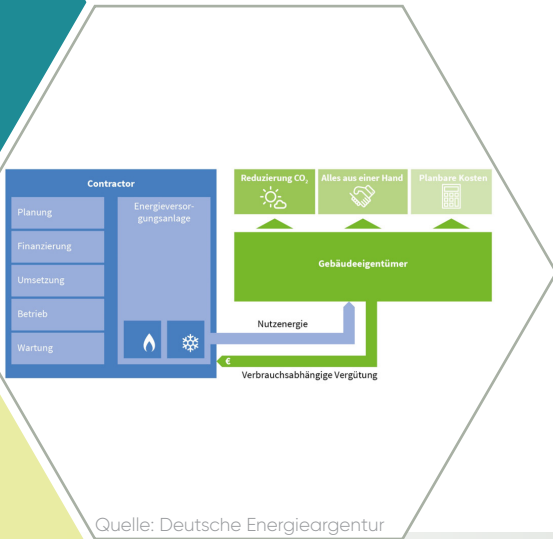 Contractor
Planung
Finanzierung
Umsetzung
Betrieb
Wartung
Energieversor-
gungsanlage
Reduzierung CO₂
Alles aus einer Hand
Planbare Kosten
Gebäudeeigentümer
Nutzenergie
€
Verbrauchsabhängige Vergütung
Quelle: Deutsche Energieargentur